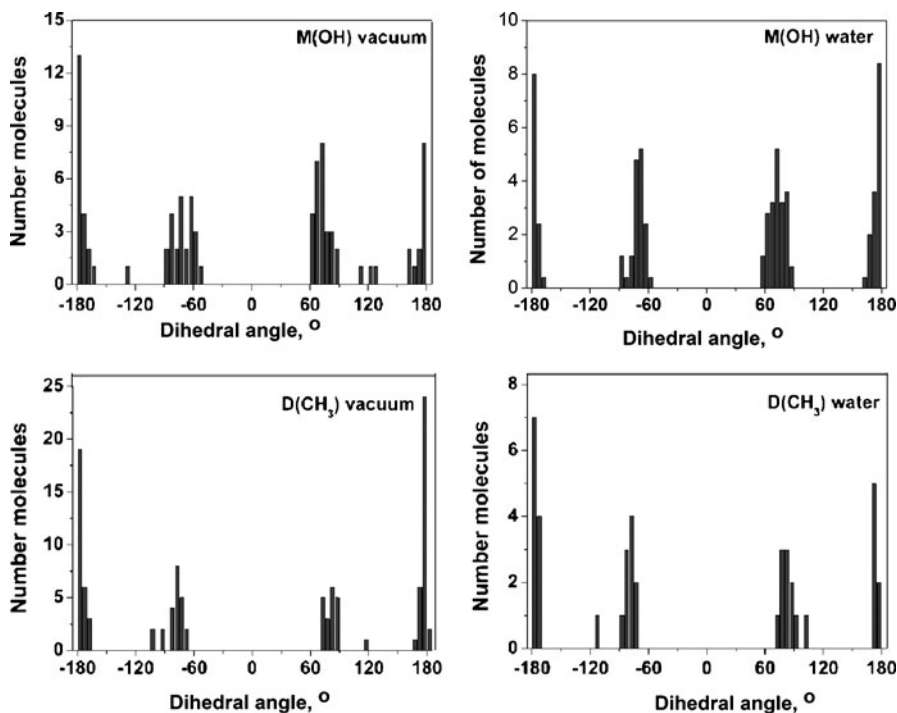 M(OH) vacuum
Number molecules
15
12
9
6
3
0
-180 -120 -60 0 60 120 180
Dihedral angle, O
M(OH) water
Number of molecules
10
8
6
4
2
0
-180 -120 -60 0 60 120 180
Dihedral angle, O
D(CH3) vacuum
Number molecules
25
20
15
10
5
0
-180 -120 -60 0 60 120 180
Dihedral angle, O
D(CH3) water
Number molecules
8
6
4
2
0
-180 -120 -60 0 60 120 180
Dihedral angle, O